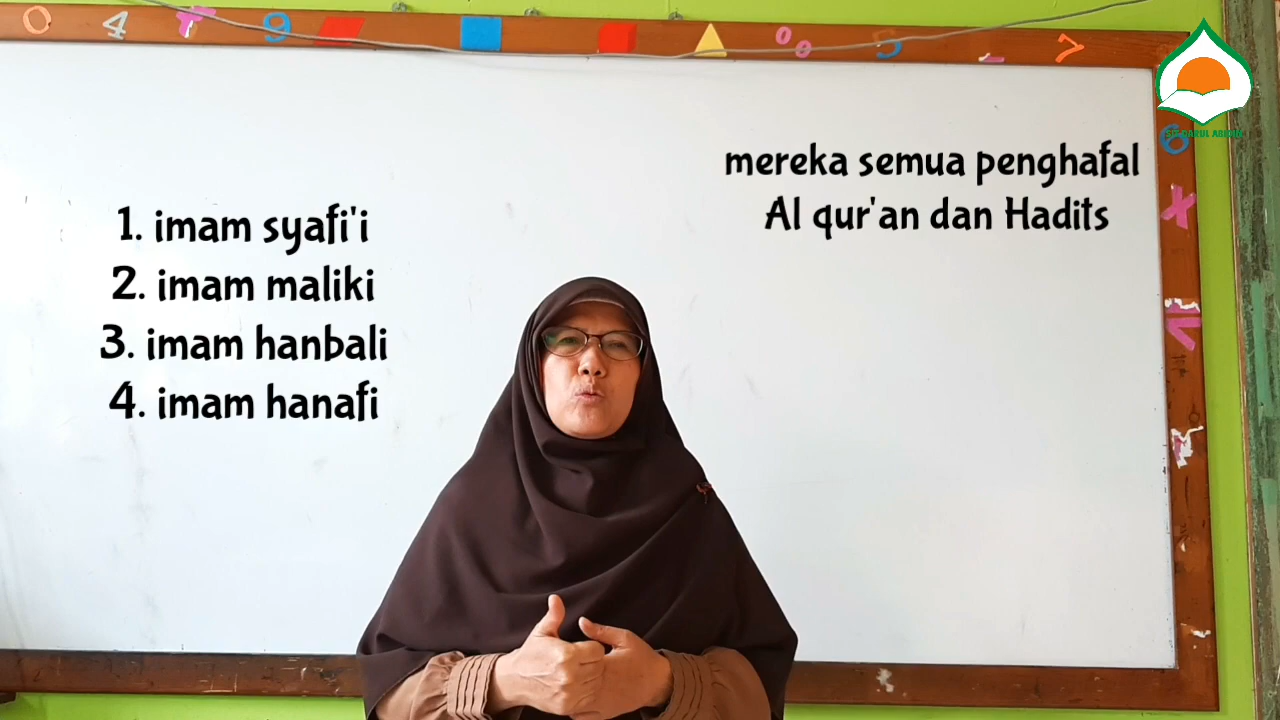 1. imam syafi'i
2. imam maliki
3. imam hanbali
4. imam hanafi
mereka semua penghafal
Al qur'an dan Hadits